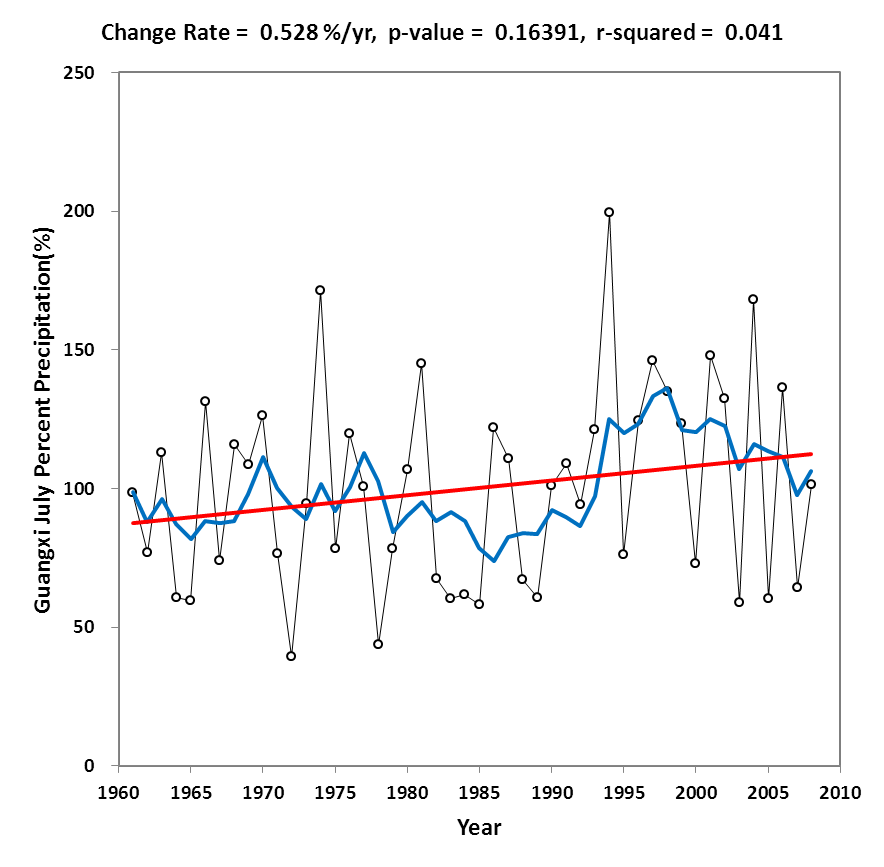 Change Rate = 0.528 %/yr, p-value = 0.16391, r-squared = 0.041
250
200
150
100
50
0
Guangxi July Percent Precipitation(%)
1960 1965 1970 1975 1980 1985 1990 1995 2000 2005 2010
Year